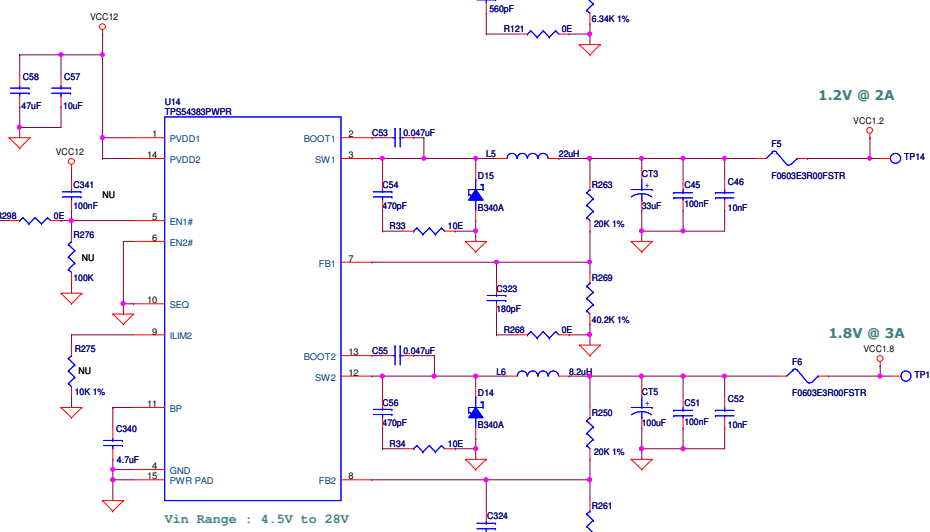 560pF
6.34K 1%
R121
0E
VCC12
C58
C57
47uF
10uF
U14
TPS54383PWPR
1.2V @ 2A
VCC1.2
1
PVDD1
14
PVDD2
BOOT1
2
C53
0.047uF
SW1
3
L5
22uH
F5
F0603E3R00FSTR
TP14
VCC12
C341
NU
100nF
R298
0E
5
EN1#
6
EN2#
R276
NU
100K
C54
470pF
D15
B340A
R33
10E
R263
20K 1%
CT3
+
33uF
C45
100nF
C46
10nF
FB1
7
C323
180pF
R268
0E
R269
40.2K 1%
10
SEQ
9
ILIM2
R275
NU
10K 1%
1.8V @ 3A
VCC1.8
BOOT2
13
C55
0.047uF
SW2
12
L6
8.2uH
F6
F0603E3R00FSTR
TP1
C56
470pF
D14
B340A
R34
10E
R250
20K 1%
CT5
+
100uF
C51
100nF
C52
10nF
11
BP
C340
4.7uF
4
GND
15
PWR PAD
FB2
8
C324
R261
Vin Range : 4.5V to 28V